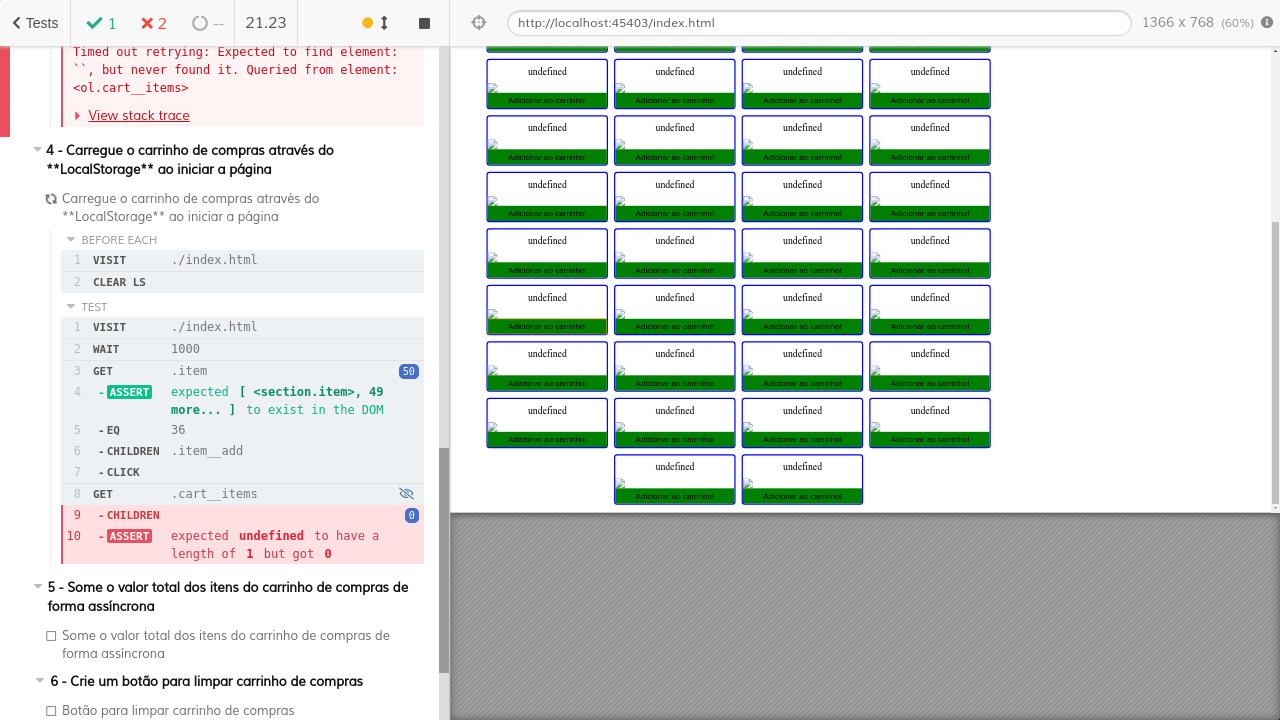 Tests 1 2 -- 21.23
http://localhost:45403/index.html 1366 x 768 (60%)
Timed out retrying: Expected to find element:
``, but never found it. Queried from element:
<ol.cart__items>
View stack trace
4 - Carregue o carrinho de compras através do
**LocalStorage** ao iniciar a página
Carregue o carrinho de compras através do
**LocalStorage** ao iniciar a página
BEFORE EACH
1 VISIT ./index.html
2 CLEAR LS
TEST
1 VISIT ./index.html
2 WAIT 1000
3 GET .item 50
4 -ASSERT expected [ <section.item>, 49
more... ] to exist in the DOM
5 -EQ 36
6 -CHILDREN .item__add
7 -CLICK
8 GET .cart__items
9 -CHILDREN 0
10 -ASSERT expected undefined to have a
length of 1 but got 0
5 - Some o valor total dos itens do carrinho de compras de
forma assíncrona
Some o valor total dos itens do carrinho de compras de
forma assíncrona
6 - Crie um botão para limpar carrinho de compras
Botão para limpar carrinho de compras
undefined undefined undefined undefined
Adicionar ao carrinho! Adicionar ao carrinho! Adicionar ao carrinho! Adicionar ao carrinho!
undefined undefined undefined undefined
Adicionar ao carrinho! Adicionar ao carrinho! Adicionar ao carrinho! Adicionar ao carrinho!
undefined undefined undefined undefined
Adicionar ao carrinho! Adicionar ao carrinho! Adicionar ao carrinho! Adicionar ao carrinho!
undefined undefined undefined undefined
Adicionar ao carrinho! Adicionar ao carrinho! Adicionar ao carrinho! Adicionar ao carrinho!
undefined undefined undefined undefined
Adicionar ao carrinho! Adicionar ao carrinho! Adicionar ao carrinho! Adicionar ao carrinho!
undefined undefined undefined undefined
Adicionar ao carrinho! Adicionar ao carrinho! Adicionar ao carrinho! Adicionar ao carrinho!
undefined undefined undefined undefined
Adicionar ao carrinho! Adicionar ao carrinho! Adicionar ao carrinho! Adicionar ao carrinho!
undefined undefined
Adicionar ao carrinho! Adicionar ao carrinho!